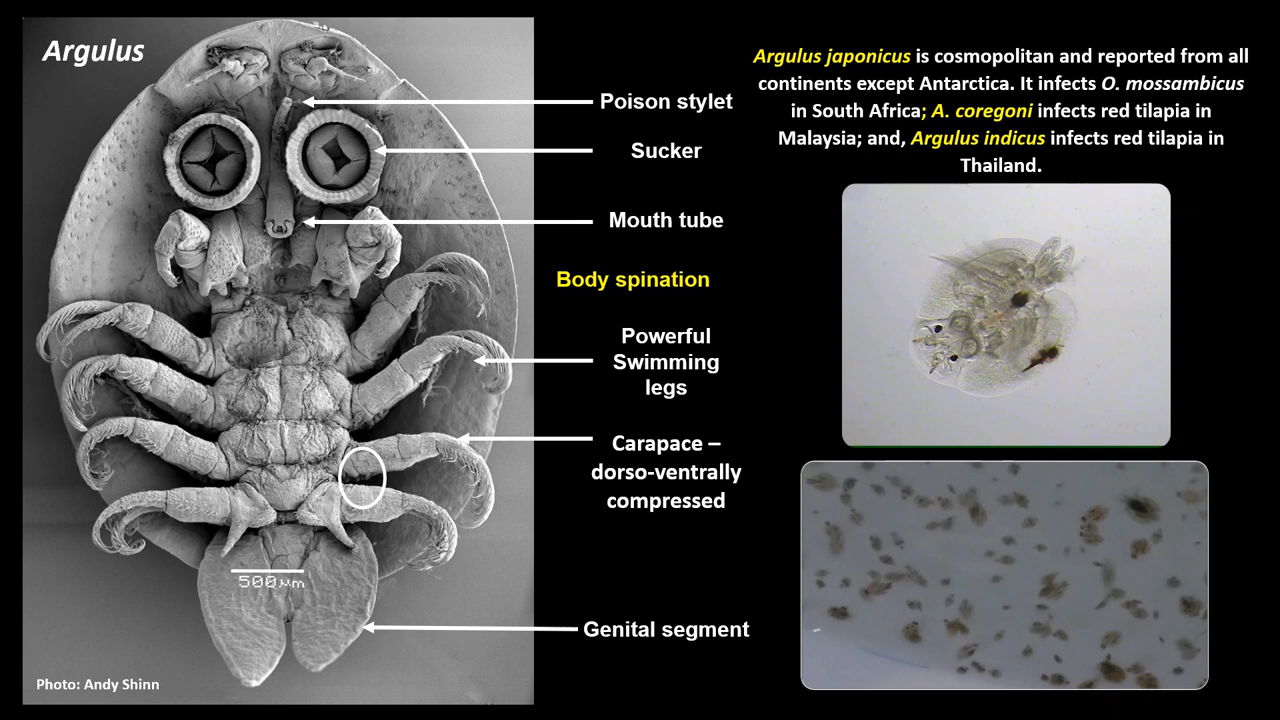 Argulus
Poison stylet
Sucker
Mouth tube
Body spination
Powerful
Swimming
legs
Carapace –
dorso-ventrally
compressed
Genital segment
500µm
Photo: Andy Shinn
Argulus japonicus is cosmopolitan and reported from all
continents except Antarctica. It infects O. mossambicus
in South Africa; A. coregoni infects red tilapia in
Malaysia; and, Argulus indicus infects red tilapia in
Thailand.